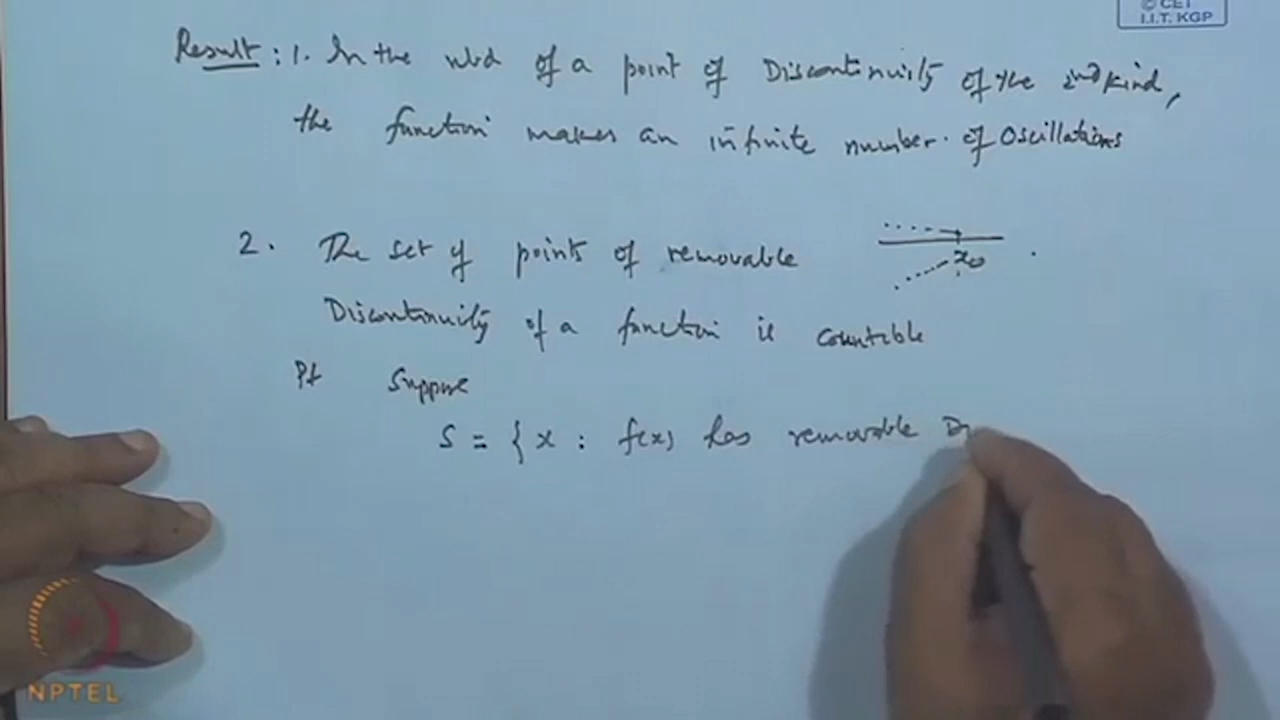 © CET
I.I.T. KGP
Result : 1. In the nbd of a point of Discontinuity of the 2nd kind,
the function makes an infinite number of Oscillations
2. The set of points of removable
x₀
Discontinuity of a function is countible
Pf Suppose
S = { x : f(x) has removable D
NPTEL